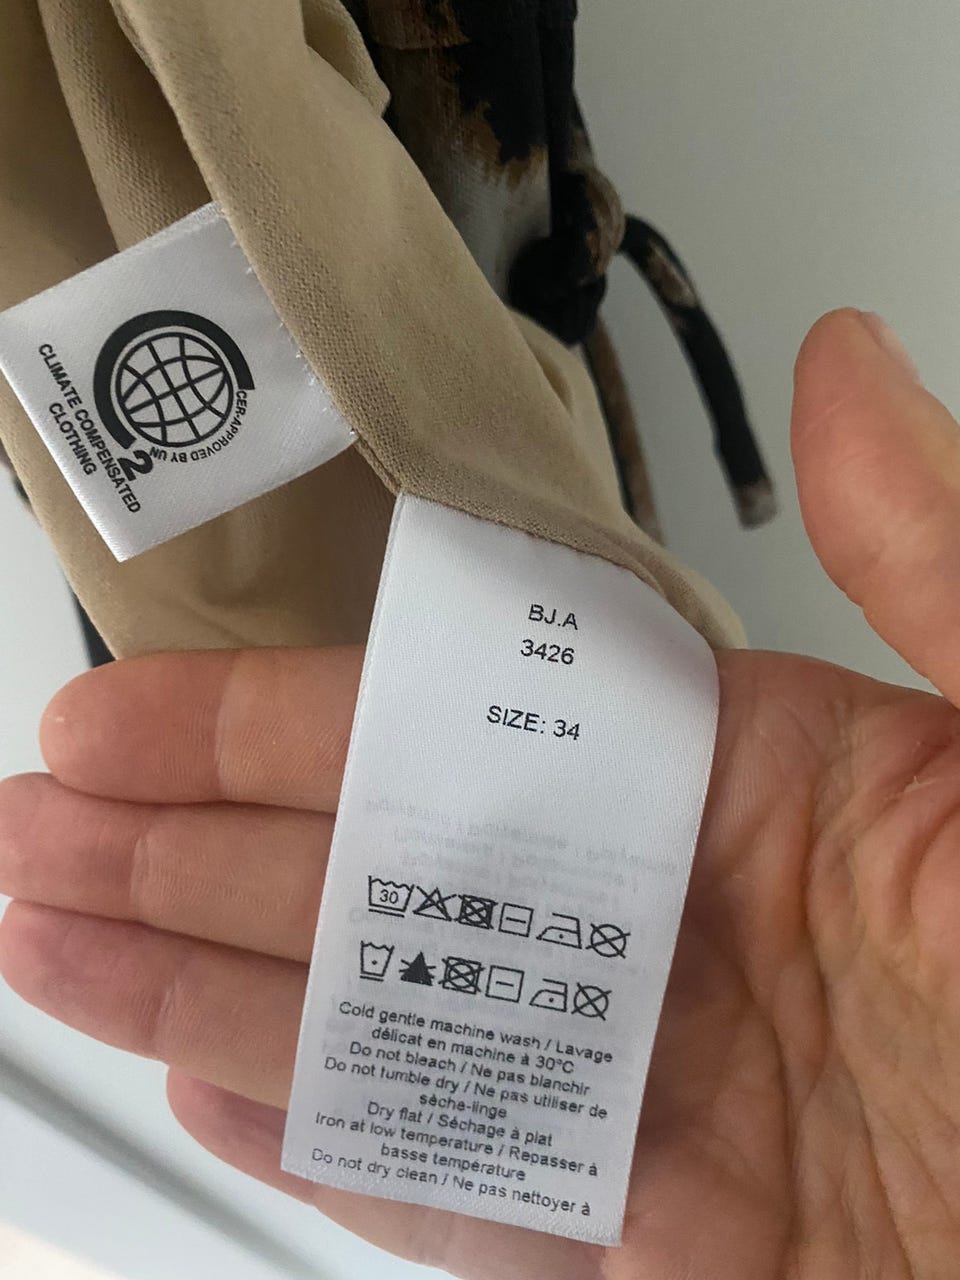 CER-APPROVED BY UN
2
CLIMATE COMPENSATED
CLOTHING
BJ.A
3426
SIZE: 34
30
Cold gentle machine wash / Lavage
délicat en machine à 30°C
Do not bleach / Ne pas blanchir
Do not tumble dry / Ne pas utiliser de
sèche-linge
Dry flat / Séchage à plat
Iron at low temperature / Repasser à
basse température
Do not dry clean / Ne pas nettoyer à